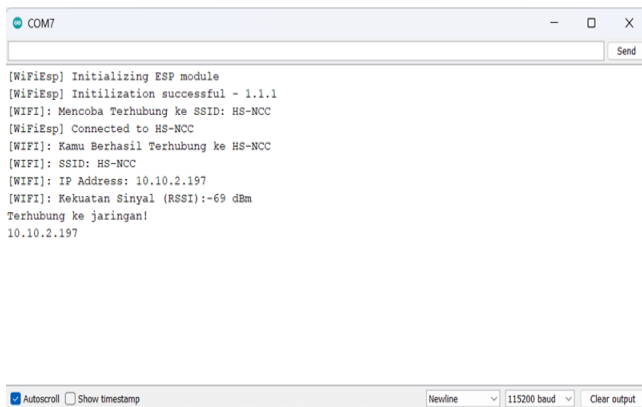 COM7
Send
[WiFiEsp] Initializing ESP module
[WiFiEsp] Initilization successful - 1.1.1
[WIFI]: Mencoba Terhubung ke SSID: HS-NCC
[WiFiEsp] Connected to HS-NCC
[WIFI]: Kamu Berhasil Terhubung ke HS-NCC
[WIFI]: SSID: HS-NCC
[WIFI]: IP Address: 10.10.2.197
[WIFI]: Kekuatan Sinyal (RSSI):-69 dBm
Terhubung ke jaringan!
10.10.2.197
Autoscroll Show timestamp Newline 115200 baud Clear output